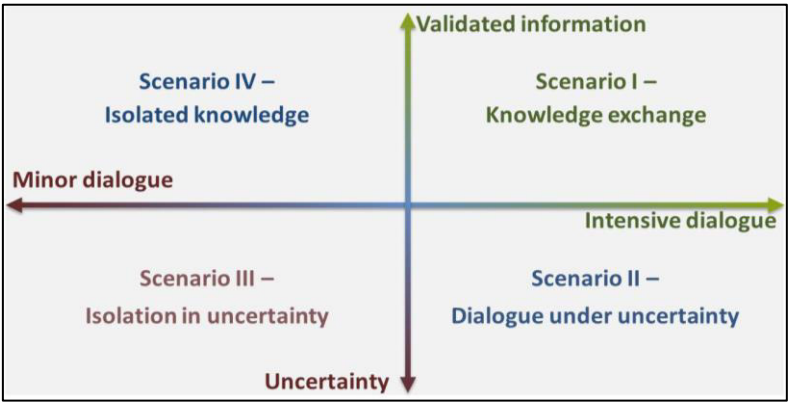 Validated information
Scenario IV –
Isolated knowledge
Scenario I –
Knowledge exchange
Minor dialogue
Intensive dialogue
Scenario III –
Isolation in uncertainty
Scenario II –
Dialogue under uncertainty
Uncertainty